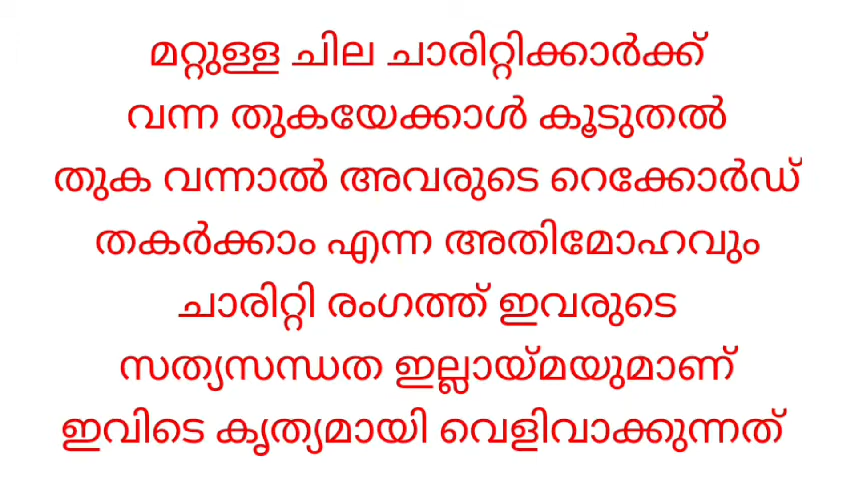 മറ്റുള്ള ചില ചാരിറ്റിക്കാർക്ക്
വന്ന തുകയേക്കാൾ കൂടുതൽ
തുക വന്നാൽ അവരുടെ റെക്കോർഡ്
തകർക്കാം എന്ന അതിമോഹവും
ചാരിറ്റി രംഗത്ത് ഇവരുടെ
സത്യസന്ധത ഇല്ലായ്മയുമാണ്
ഇവിടെ കൃത്യമായി വെളിവാക്കുന്നത്